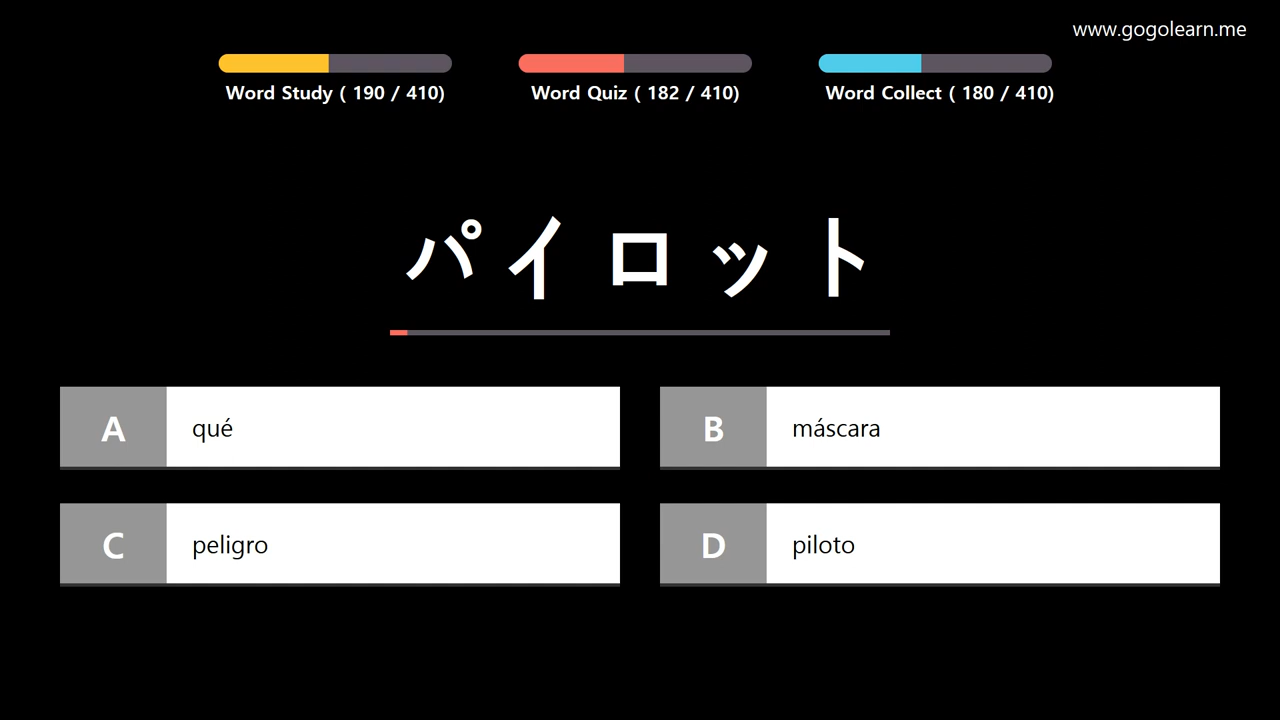 www.gogolearn.me
Word Study ( 190 / 410)
Word Quiz ( 182 / 410)
Word Collect ( 180 / 410)
パイロット
A qué
B máscara
C peligro
D piloto